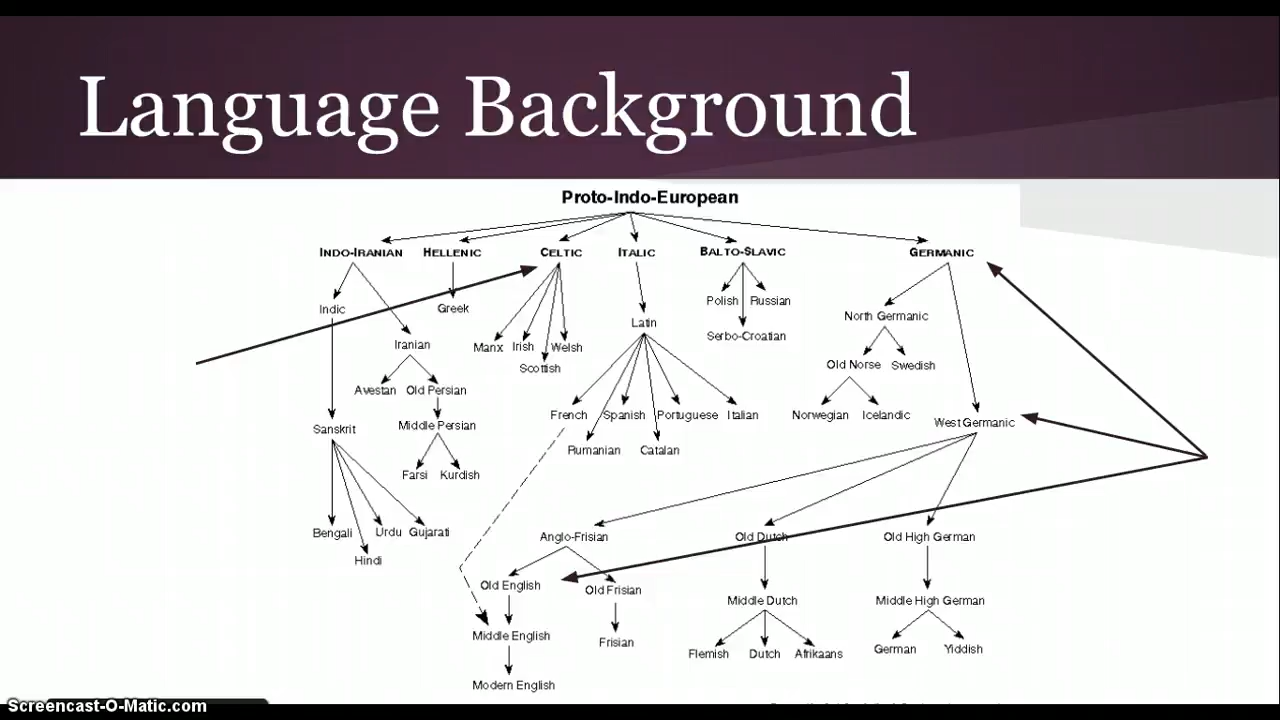 Language Background
Proto-Indo-European
INDO-IRANIAN HELLENIC CELTIC ITALIC BALTO-SLAVIC GERMANIC
Indic Greek Polish Russian North Germanic
Latin
Serbo-Croatian
Iranian Manx Irish Welsh
Scottish Old Norse Swedish
Avestan Old Persian
French Spanish Portuguese Italian Norwegian Icelandic
Sanskrit Middle Persian West Germanic
Rumanian Catalan
Farsi Kurdish
Bengali Urdu Gujarati Anglo-Frisian Old Dutch Old High German
Hindi
Old English Old Frisian
Middle Dutch Middle High German
Middle English Frisian
Flemish Dutch Afrikaans German Yiddish
Modern English
Screencast-O-Matic.com